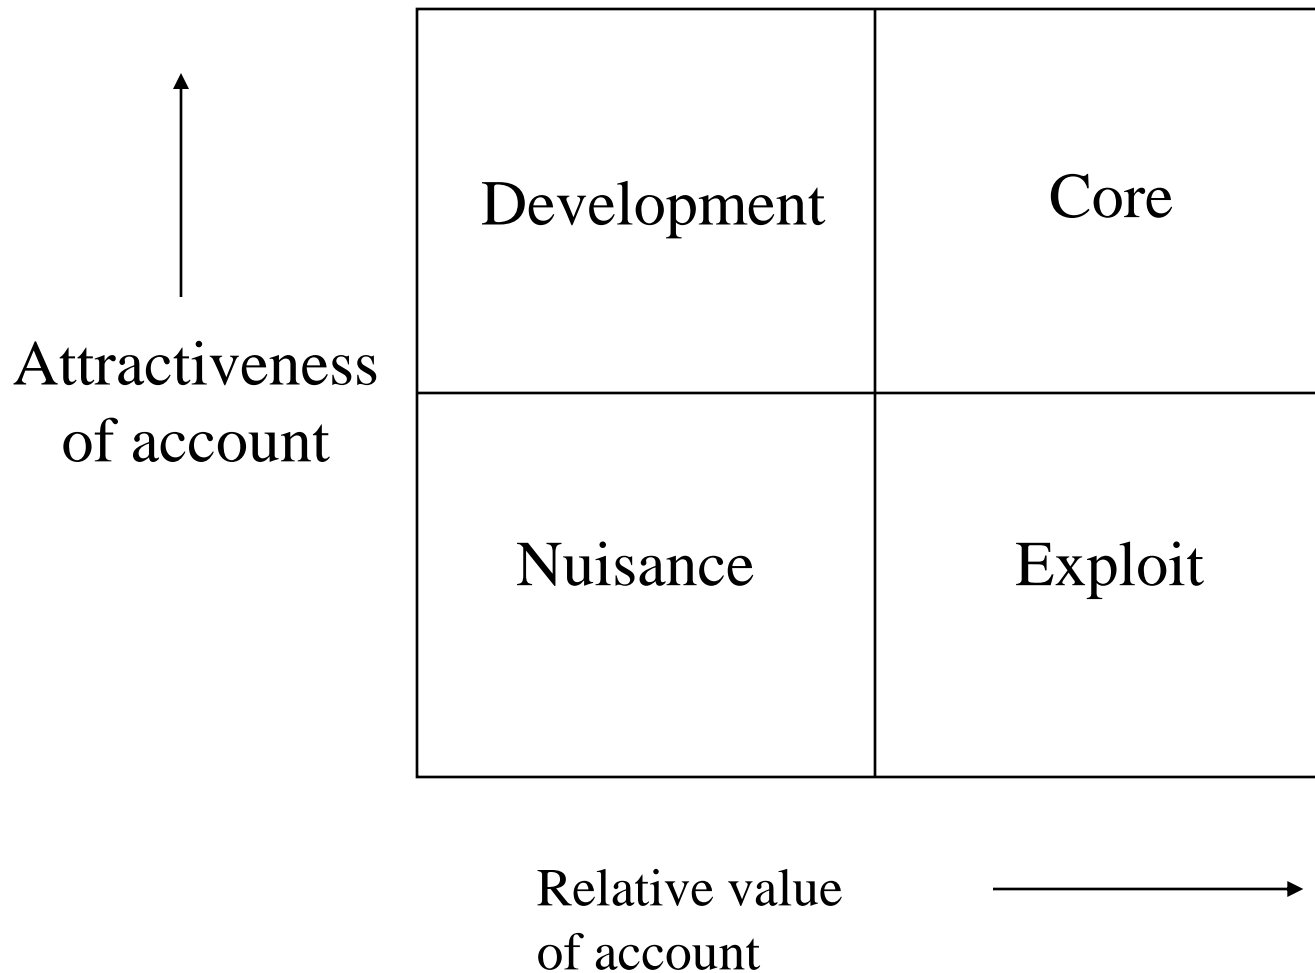 Development
Core
Attractiveness
of account
Nuisance
Exploit
Relative value
of account